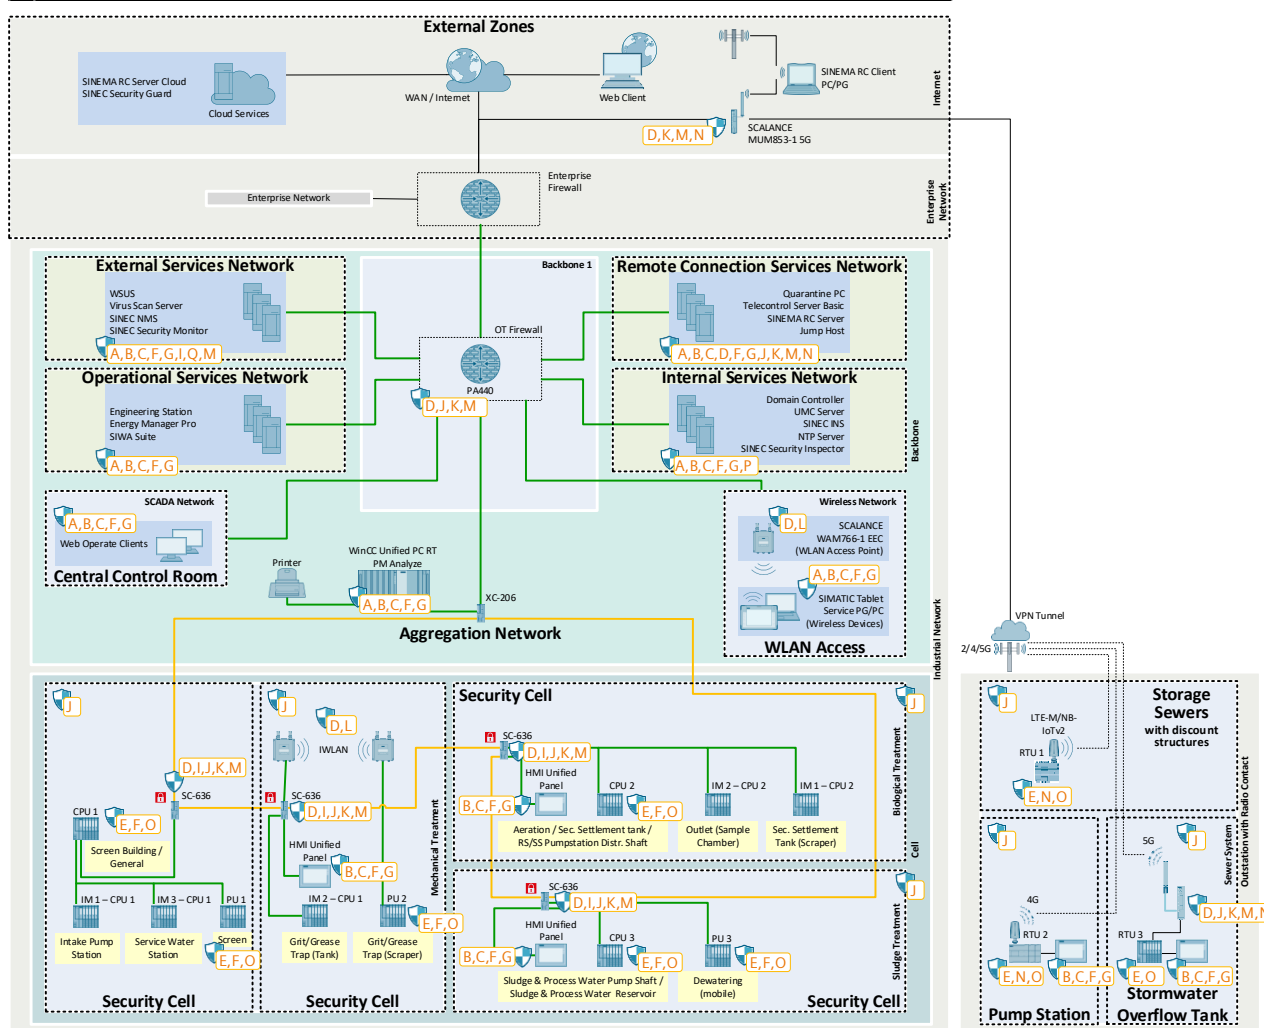 External Zones
SINEMA RC Server Cloud
SINEC Security Guard
Cloud Services
WAN / Internet
Web Client
SINEMA RC Client
PC/PG
D,K,M,N
SCALANCE
MUM853-1 5G
Internet
Enterprise Network
Enterprise
Firewall
Enterprise
Network
External Services Network
WSUS
Virus Scan Server
SINEC NMS
SINEC Security Monitor
A,B,C,F,G,I,Q,M
Backbone 1
OT Firewall
PA440
D,J,K,M
Remote Connection Services Network
Quarantine PC
Telecontrol Server Basic
SINEMA RC Server
Jump Host
A,B,C,D,F,G,J,K,M,N
Operational Services Network
Engineering Station
Energy Manager Pro
SIWA Suite
A,B,C,F,G
Internal Services Network
Domain Controller
UMC Server
SINEC INS
NTP Server
SINEC Security Inspector
A,B,C,F,G,P
Backbone
SCADA Network
A,B,C,F,G
Web Operate Clients
Central Control Room
Printer
WinCC Unified PC RT
PM Analyze
A,B,C,F,G
XC-206
Aggregation Network
Wireless Network
D,L
SCALANCE
WAM766-1 EEC
(WLAN Access Point)
A,B,C,F,G
SIMATIC Tablet
Service PG/PC
(Wireless Devices)
WLAN Access
Industrial Network
VPN Tunnel
2/4/5G
J
D,I,J,K,M
SC-636
CPU 1
E,F,O
Screen Building /
General
IM 1 – CPU 1
IM 3 – CPU 1
PU 1
Intake Pump
Station
Service Water
Station
Screen
E,F,O
Security Cell
J
D,L
IWLAN
SC-636
D,I,J,K,M
HMI Unified
Panel
B,C,F,G
IM 2 – CPU 1
PU 2
E,F,O
Grit/Grease
Trap (Tank)
Grit/Grease
Trap (Scraper)
Security Cell
Mechanical Treatment
Security Cell
J
SC-636
D,I,J,K,M
HMI Unified
Panel
B,C,F,G
CPU 2
E,F,O
IM 2 – CPU 2
IM 1 – CPU 2
Aeration / Sec. Settlement tank /
RS/SS Pumpstation Distr. Shaft
Outlet (Sample
Chamber)
Sec. Settlement
Tank (Scraper)
Biological Treatment
Cell
J
SC-636
D,I,J,K,M
HMI Unified
Panel
B,C,F,G
CPU 3
E,F,O
PU 3
E,F,O
Sludge & Process Water Pump Shaft /
Sludge & Process Water Reservoir
Dewatering
(mobile)
Security Cell
Sludge Treatment
J
Storage
Sewers
with discount
structures
LTE-M/NB-
IoTv2
RTU 1
E,N,O
J
4G
RTU 2
E,N,O
B,C,F,G
Pump Station
J
5G
D,J,K,M,N
RTU 3
E,O
B,C,F,G
Stormwater
Overflow Tank
Sewer System
Outstation with Radio Contact